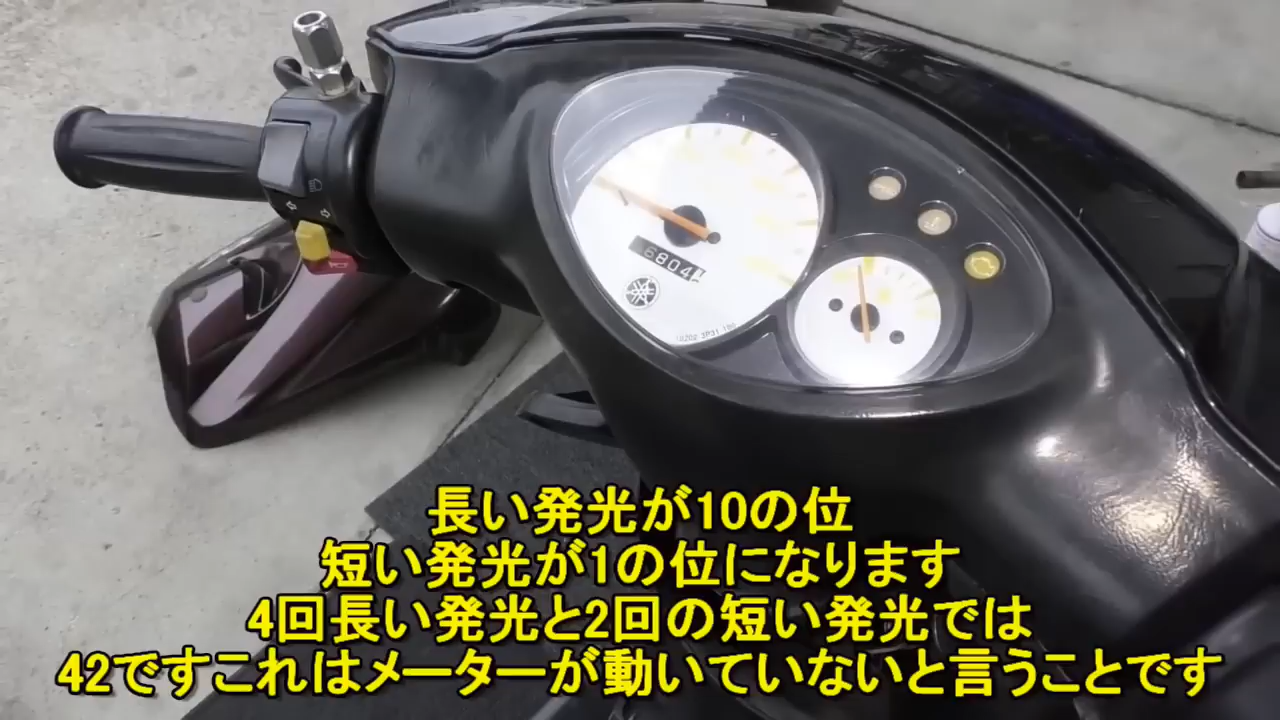 6804
長い発光が10の位
短い発光が1の位になります
4回長い発光と2回の短い発光では
42ですこれはメーターが動いていないと言うことです